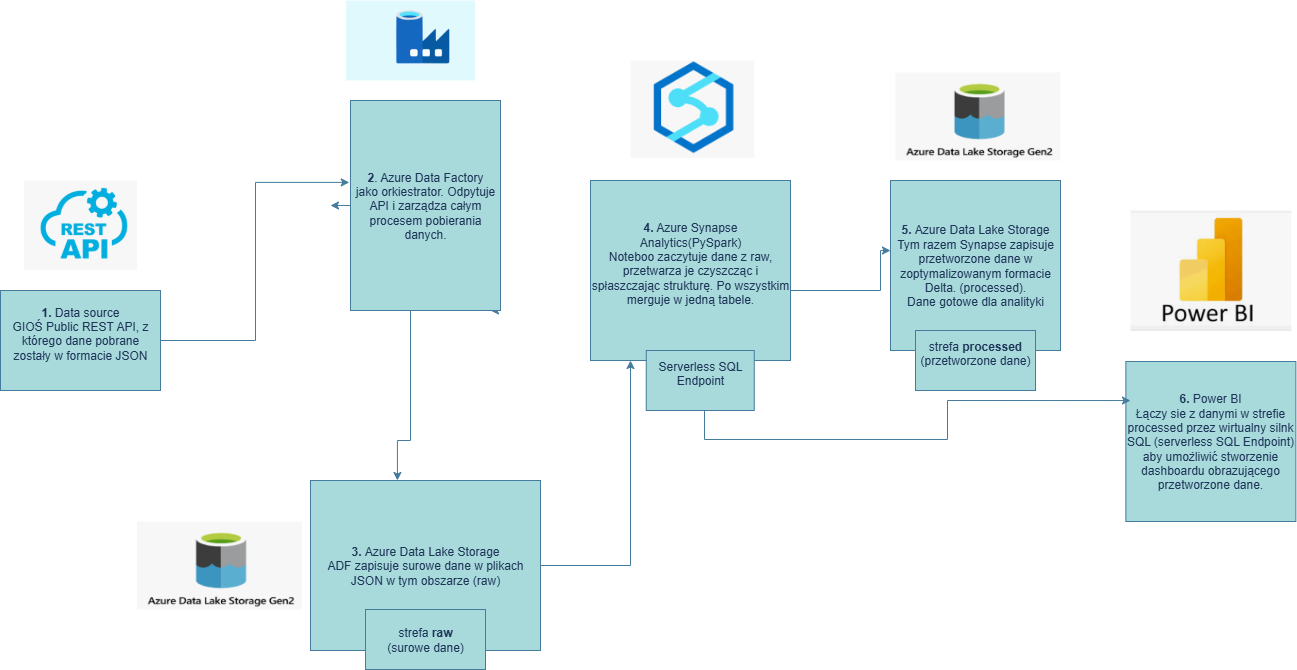 REST
API
1. Data source
GIOŚ Public REST API, z
którego dane pobrane
zostały w formacie JSON
2. Azure Data Factory
jako orkiestrator. Odpytuje
API i zarządza całym
procesem pobierania
danych.
Azure Data Lake Storage Gen2
3. Azure Data Lake Storage
ADF zapisuje surowe dane w plikach
JSON w tym obszarze (raw)
strefa raw
(surowe dane)
4. Azure Synapse
Analytics(PySpark)
Noteboo zaczytuje dane z raw,
przetwarza je czyszcząc i
spłaszczając strukturę. Po wszystkim
merguje w jedną tabele.
Serverless SQL
Endpoint
Azure Data Lake Storage Gen2
5. Azure Data Lake Storage
Tym razem Synapse zapisuje
przetworzone dane w
zoptymalizowanym formacie
Delta. (processed).
Dane gotowe dla analityki
strefa processed
(przetworzone dane)
Power BI
6. Power BI
Łączy sie z danymi w strefie
processed przez wirtualny silnk
SQL (serverless SQL Endpoint)
aby umożliwić stworzenie
dashboardu obrazującego
przetworzone dane.